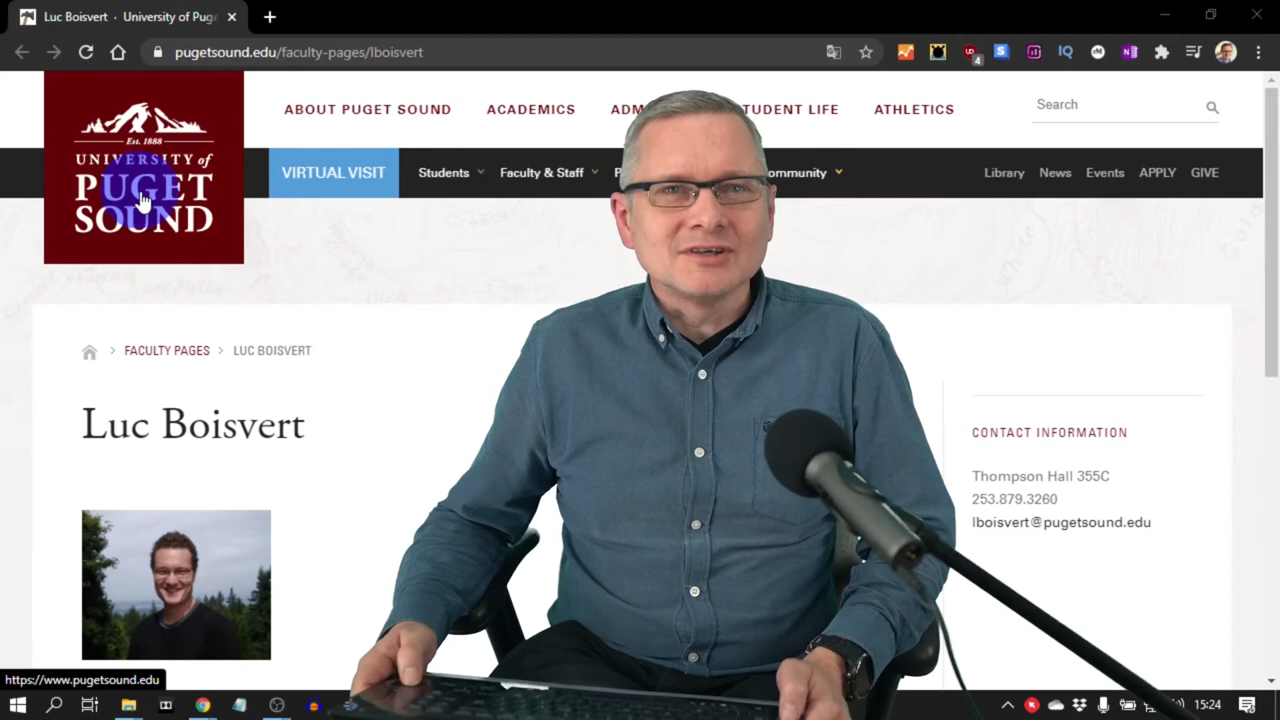 Luc Boisvert · University of Puge
pugetsound.edu/faculty-pages/lboisvert
4
Est. 1888
UNIVERSITY of
PUGET
SOUND
ABOUT PUGET SOUND
ACADEMICS
ADM
TUDENT LIFE
ATHLETICS
Search
VIRTUAL VISIT
Students
Faculty & Staff
P
ommunity
Library
News
Events
APPLY
GIVE
FACULTY PAGES
LUC BOISVERT
Luc Boisvert
CONTACT INFORMATION
Thompson Hall 355C
253.879.3260
lboisvert@pugetsound.edu
https://www.pugetsound.edu
15:24